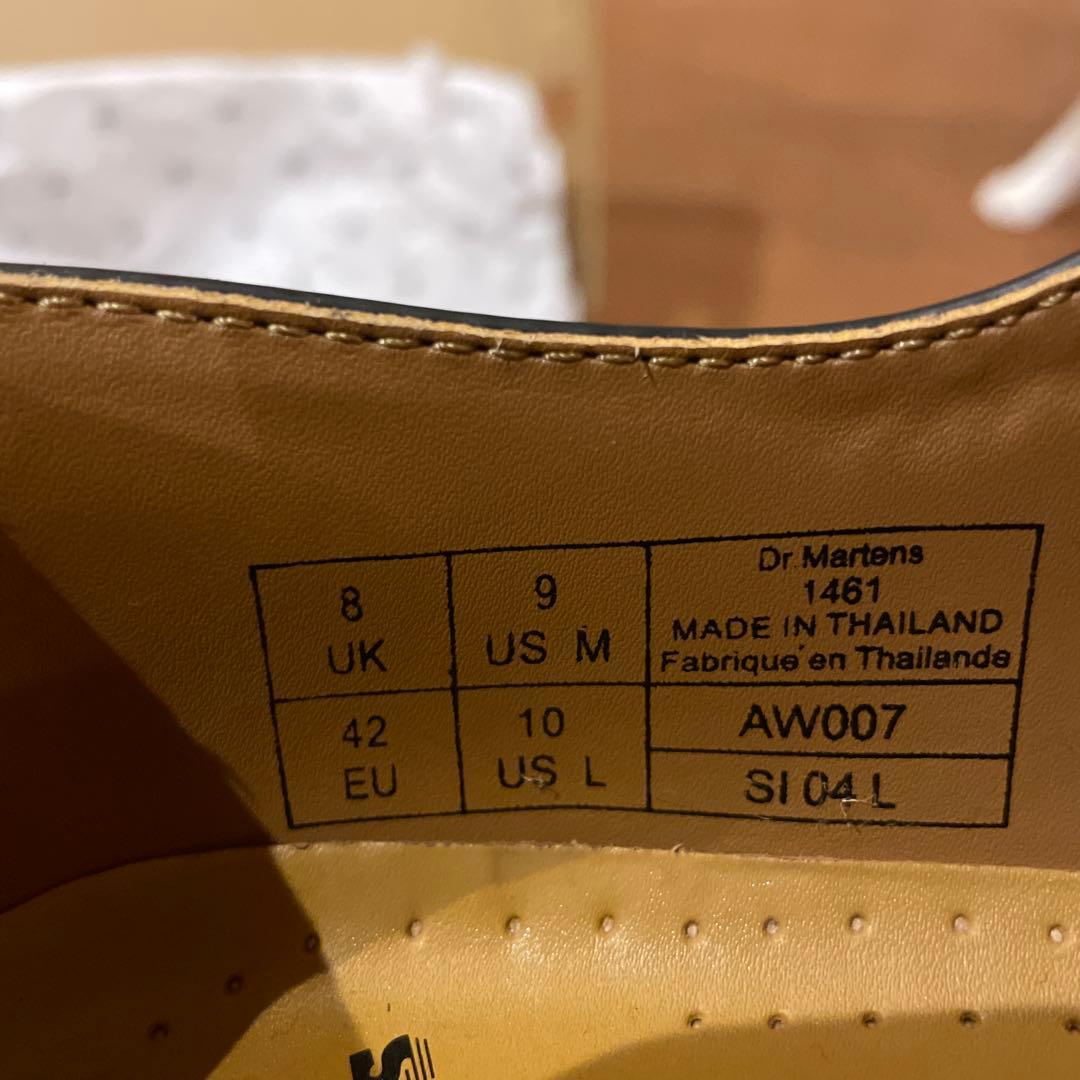 8
UK
9
US M
Dr. Martens
1461
MADE IN THAILAND
Fabrique' en Thailande
42
EU
10
US L
AW007
SI 04 L